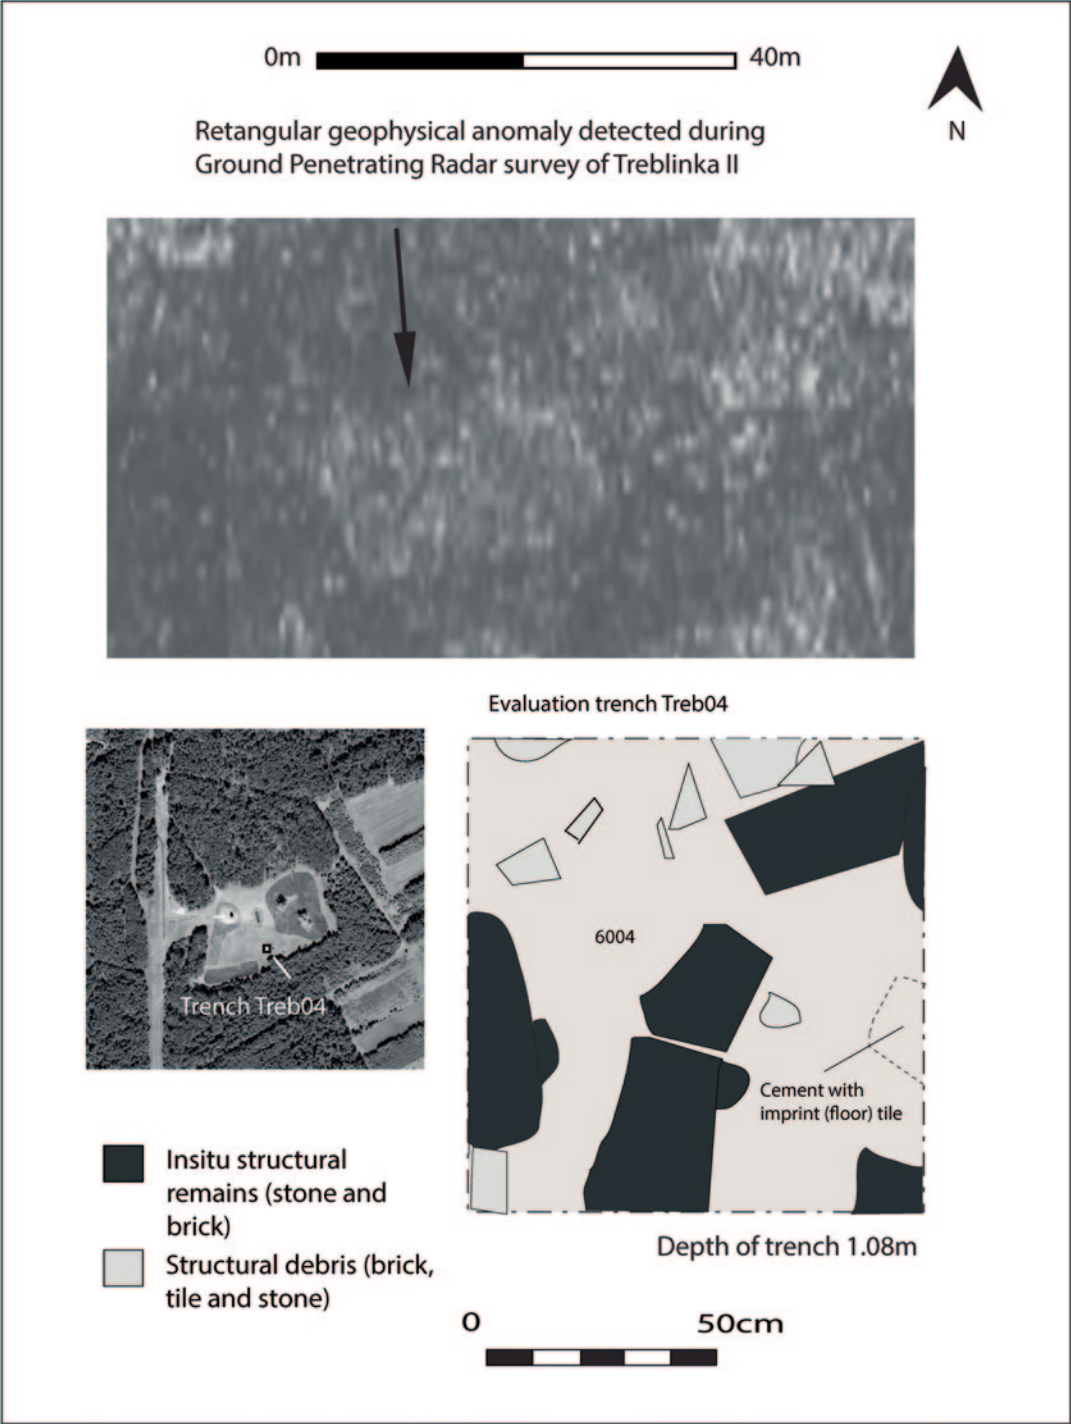 0m 40m
N
Retangular geophysical anomaly detected during
Ground Penetrating Radar survey of Treblinka II
Evaluation trench Treb04
Trench Treb04
6004
Cement with
imprint (floor) tile
Insitu structural
remains (stone and
brick)
Structural debris (brick,
tile and stone)
Depth of trench 1.08m
0 50cm